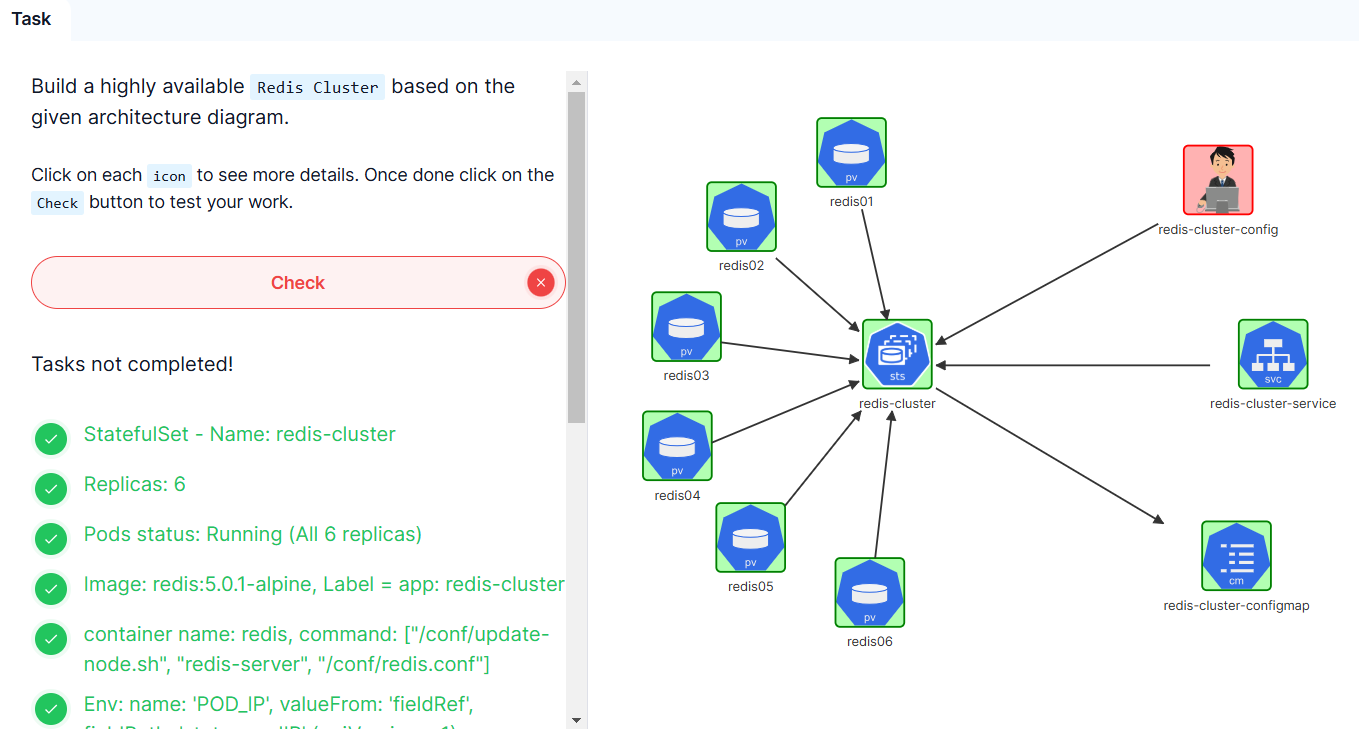 Task
Build a highly available Redis Cluster based on the
given architecture diagram.
Click on each icon to see more details. Once done click on the
Check button to test your work.
Check
Tasks not completed!
StatefulSet - Name: redis-cluster
Replicas: 6
Pods status: Running (All 6 replicas)
Image: redis:5.0.1-alpine, Label = app: redis-cluster
container name: redis, command: ["/conf/update-
node.sh", "redis-server", "/conf/redis.conf"]
Env: name: 'POD_IP', valueFrom: 'fieldRef',
pv
redis01
pv
redis02
pv
redis03
pv
redis04
pv
redis05
pv
redis06
sts
redis-cluster
redis-cluster-config
svc
redis-cluster-service
cm
redis-cluster-configmap